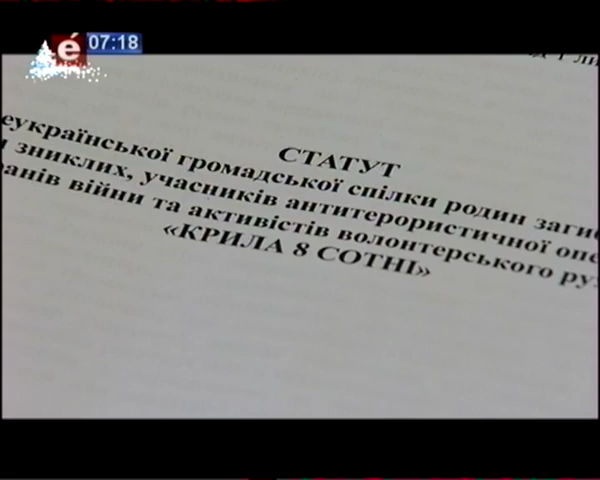 é 07:18
СТАТУТ
еукраїнської громадської спілки родин заги
зниклих, учасників антитерористичної опе
анів війни та активістів волонтерського ру
«КРИЛА 8 СОТНІ»